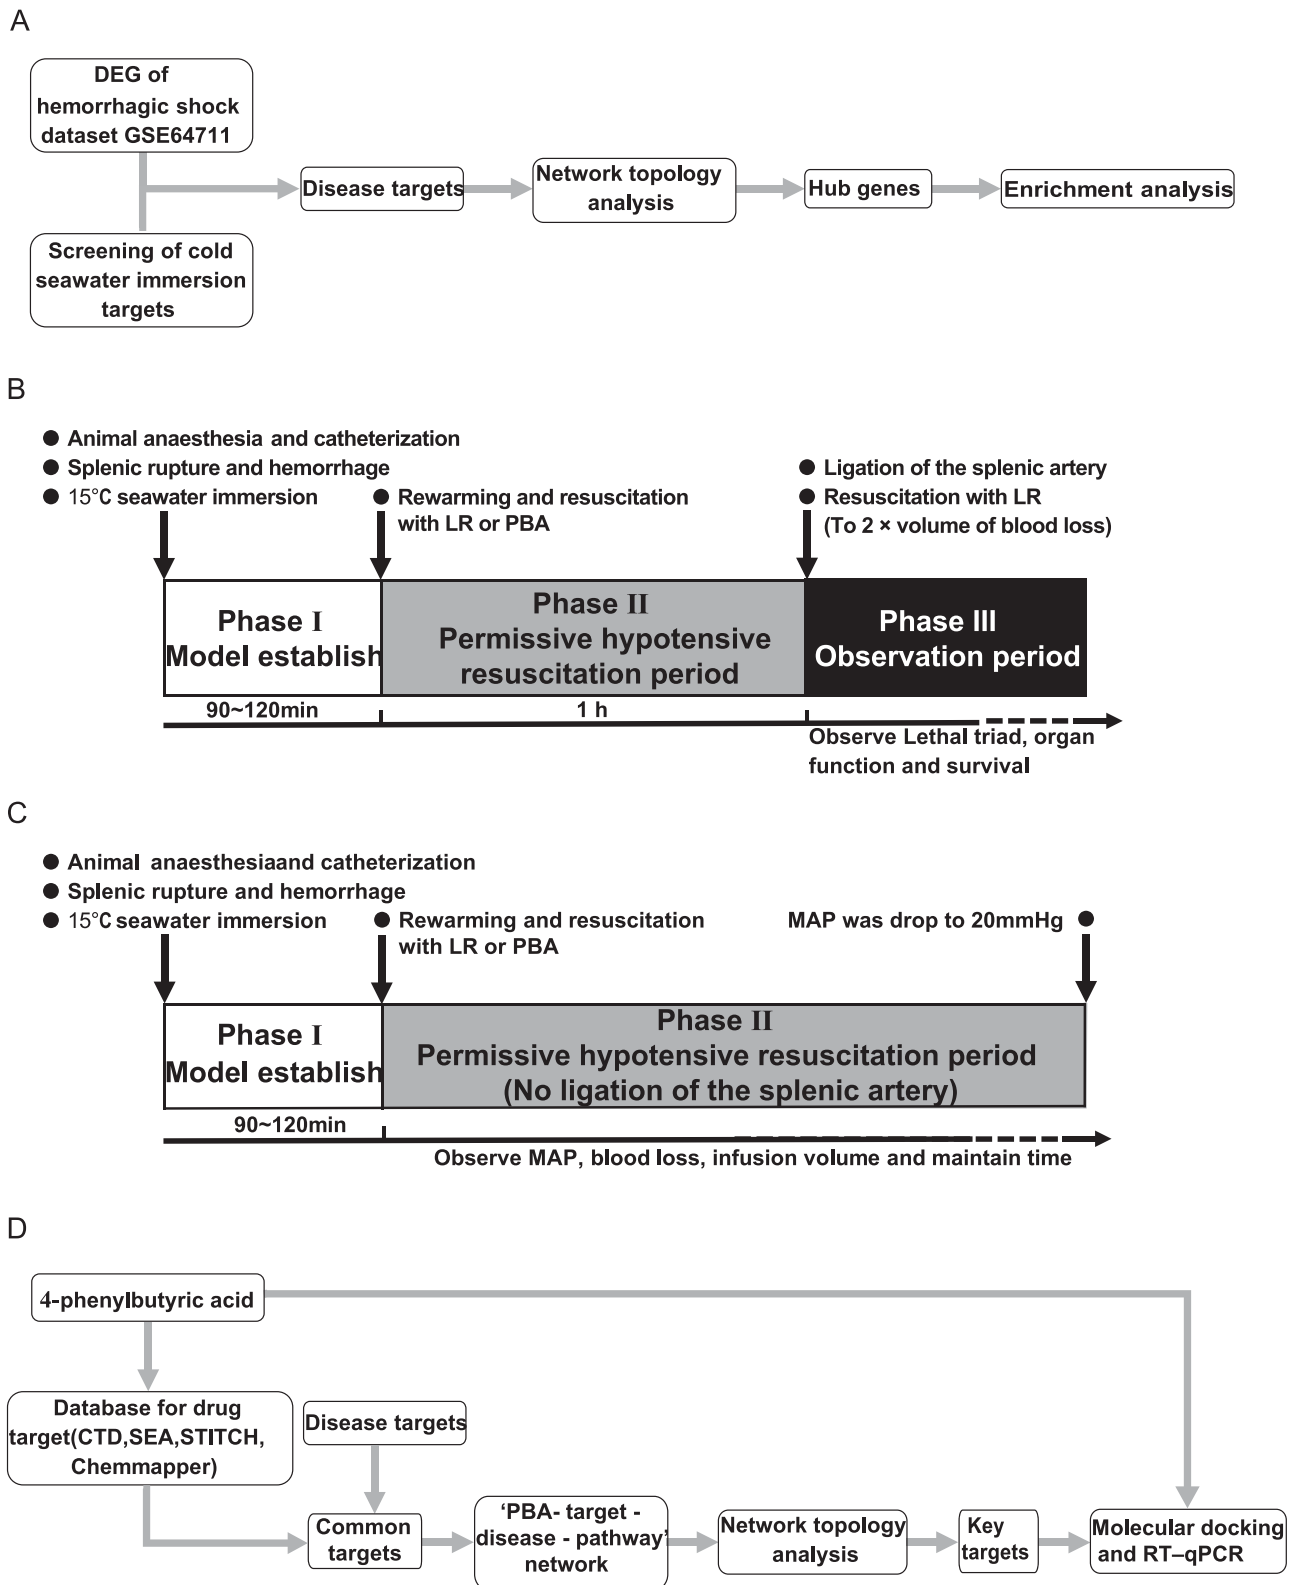 A
DEG of
hemorrhagic shock
dataset GSE64711
Disease targets
Network topology
analysis
Hub genes
Enrichment analysis
Screening of cold
seawater immersion
targets
B
● Animal anaesthesia and catheterization
● Splenic rupture and hemorrhage
● 15℃ seawater immersion
● Rewarming and resuscitation
with LR or PBA
● Ligation of the splenic artery
● Resuscitation with LR
(To 2 × volume of blood loss)
Phase I
Model establish
Phase II
Permissive hypotensive
resuscitation period
Phase III
Observation period
90~120min
1 h
Observe Lethal triad, organ
function and survival
C
● Animal anaesthesiaand catheterization
● Splenic rupture and hemorrhage
● 15℃ seawater immersion
● Rewarming and resuscitation
with LR or PBA
MAP was drop to 20mmHg ●
Phase I
Model establish
Phase II
Permissive hypotensive resuscitation period
(No ligation of the splenic artery)
90~120min
Observe MAP, blood loss, infusion volume and maintain time
D
4-phenylbutyric acid
Database for drug
target(CTD,SEA,STITCH,
Chemmapper)
Disease targets
Common
targets
‘PBA- target -
disease - pathway’
network
Network topology
analysis
Key
targets
Molecular docking
and RT–qPCR